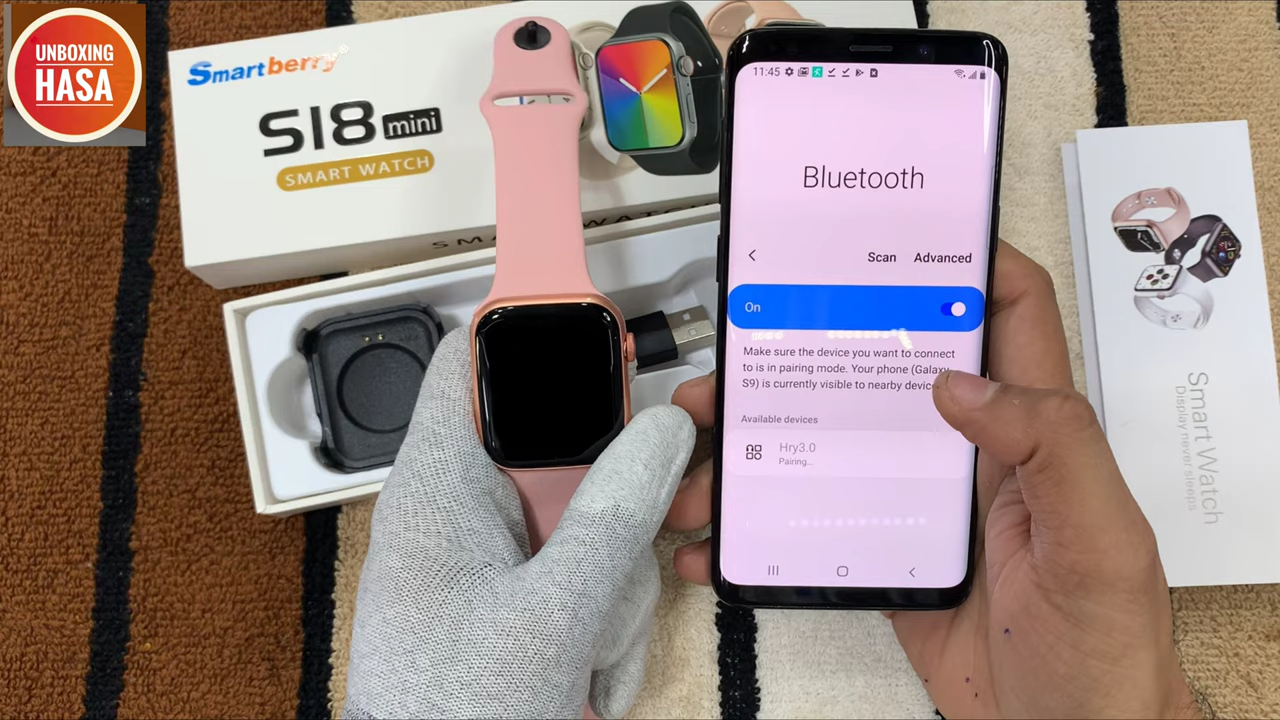 UNBOXING
HASA
Smartberry®
S18 mini
SMART WATCH
11:45
Bluetooth
Scan
Advanced
On
Make sure the device you want to connect
to is in pairing mode. Your phone (Galaxy
S9) is currently visible to nearby
Available devices
Hry3.0
Pairing...
Smart Watch
Display never sleeps